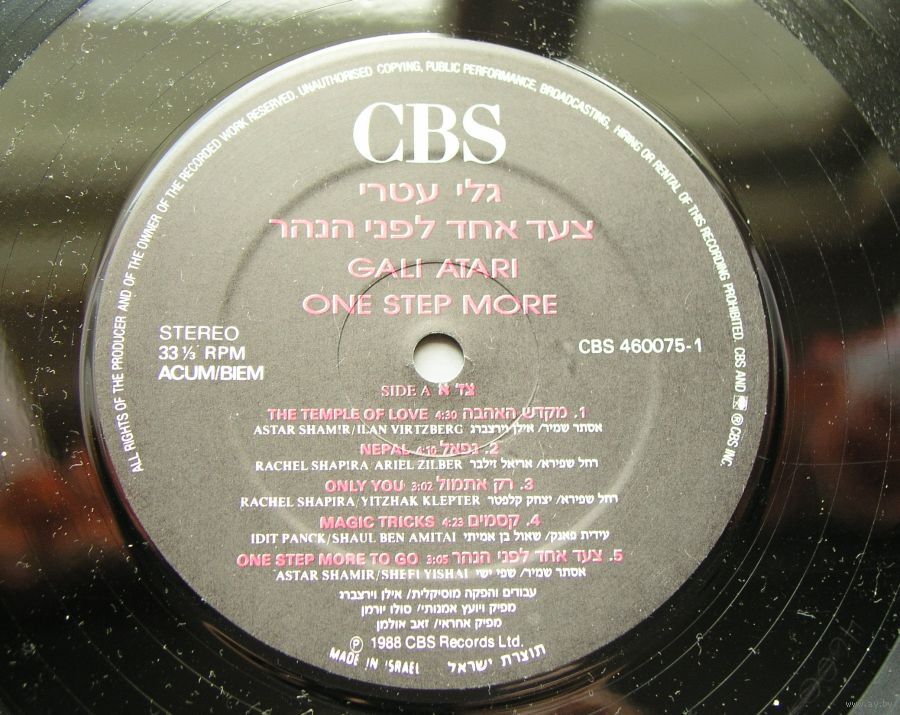 ALL RIGHTS OF THE PRODUCER AND OF THE OWNER OF THE RECORDED WORK RESERVED. UNAUTHORISED COPYING, PUBLIC PERFORMANCE, BROADCASTING, HIRING OR RENTAL OF THIS RECORDING PROHIBITED. CBS AND ℗ CBS INC.
CBS
גלי עטרי
צעד אחד לפני הנהר
GALI ATARI
ONE STEP MORE
STEREO
33⅓ RPM
ACUM/BIEM
CBS 460075-1
SIDE A צד א
THE TEMPLE OF LOVE 4:30 מקדש האהבה .1
ASTAR SHAMIR/ILAN VIRTZBERG אסתר שמיר/ אילן וירצברג
NEPAL 4:10 נפאל .2
RACHEL SHAPIRA/ARIEL ZILBER רחל שפירא/ אריאל זילבר
ONLY YOU 3:02 רק אתמול .3
RACHEL SHAPIRA/YITZHAK KLEPTER רחל שפירא/ יצחק קלפטר
MAGIC TRICKS 4:23 קסמים .4
IDIT PANCK/SHAUL BEN AMITAI עידית פאנק/ שאול בן אמיתי
ONE STEP MORE TO GO 3:05 צעד אחד לפני הנהר .5
ASTAR SHAMIR/SHEFI YISHAI אסתר שמיר/ שפי ישי
עבודים והפקה מוסיקלית/ אילן וירצברג
מפיק ויועץ אמנותי/ סולו יורמן
מפיק אחראי/ זאב אולמן
℗ 1988 CBS Records Ltd.
MADE IN ISRAEL תוצרת ישראל
www.ay.by